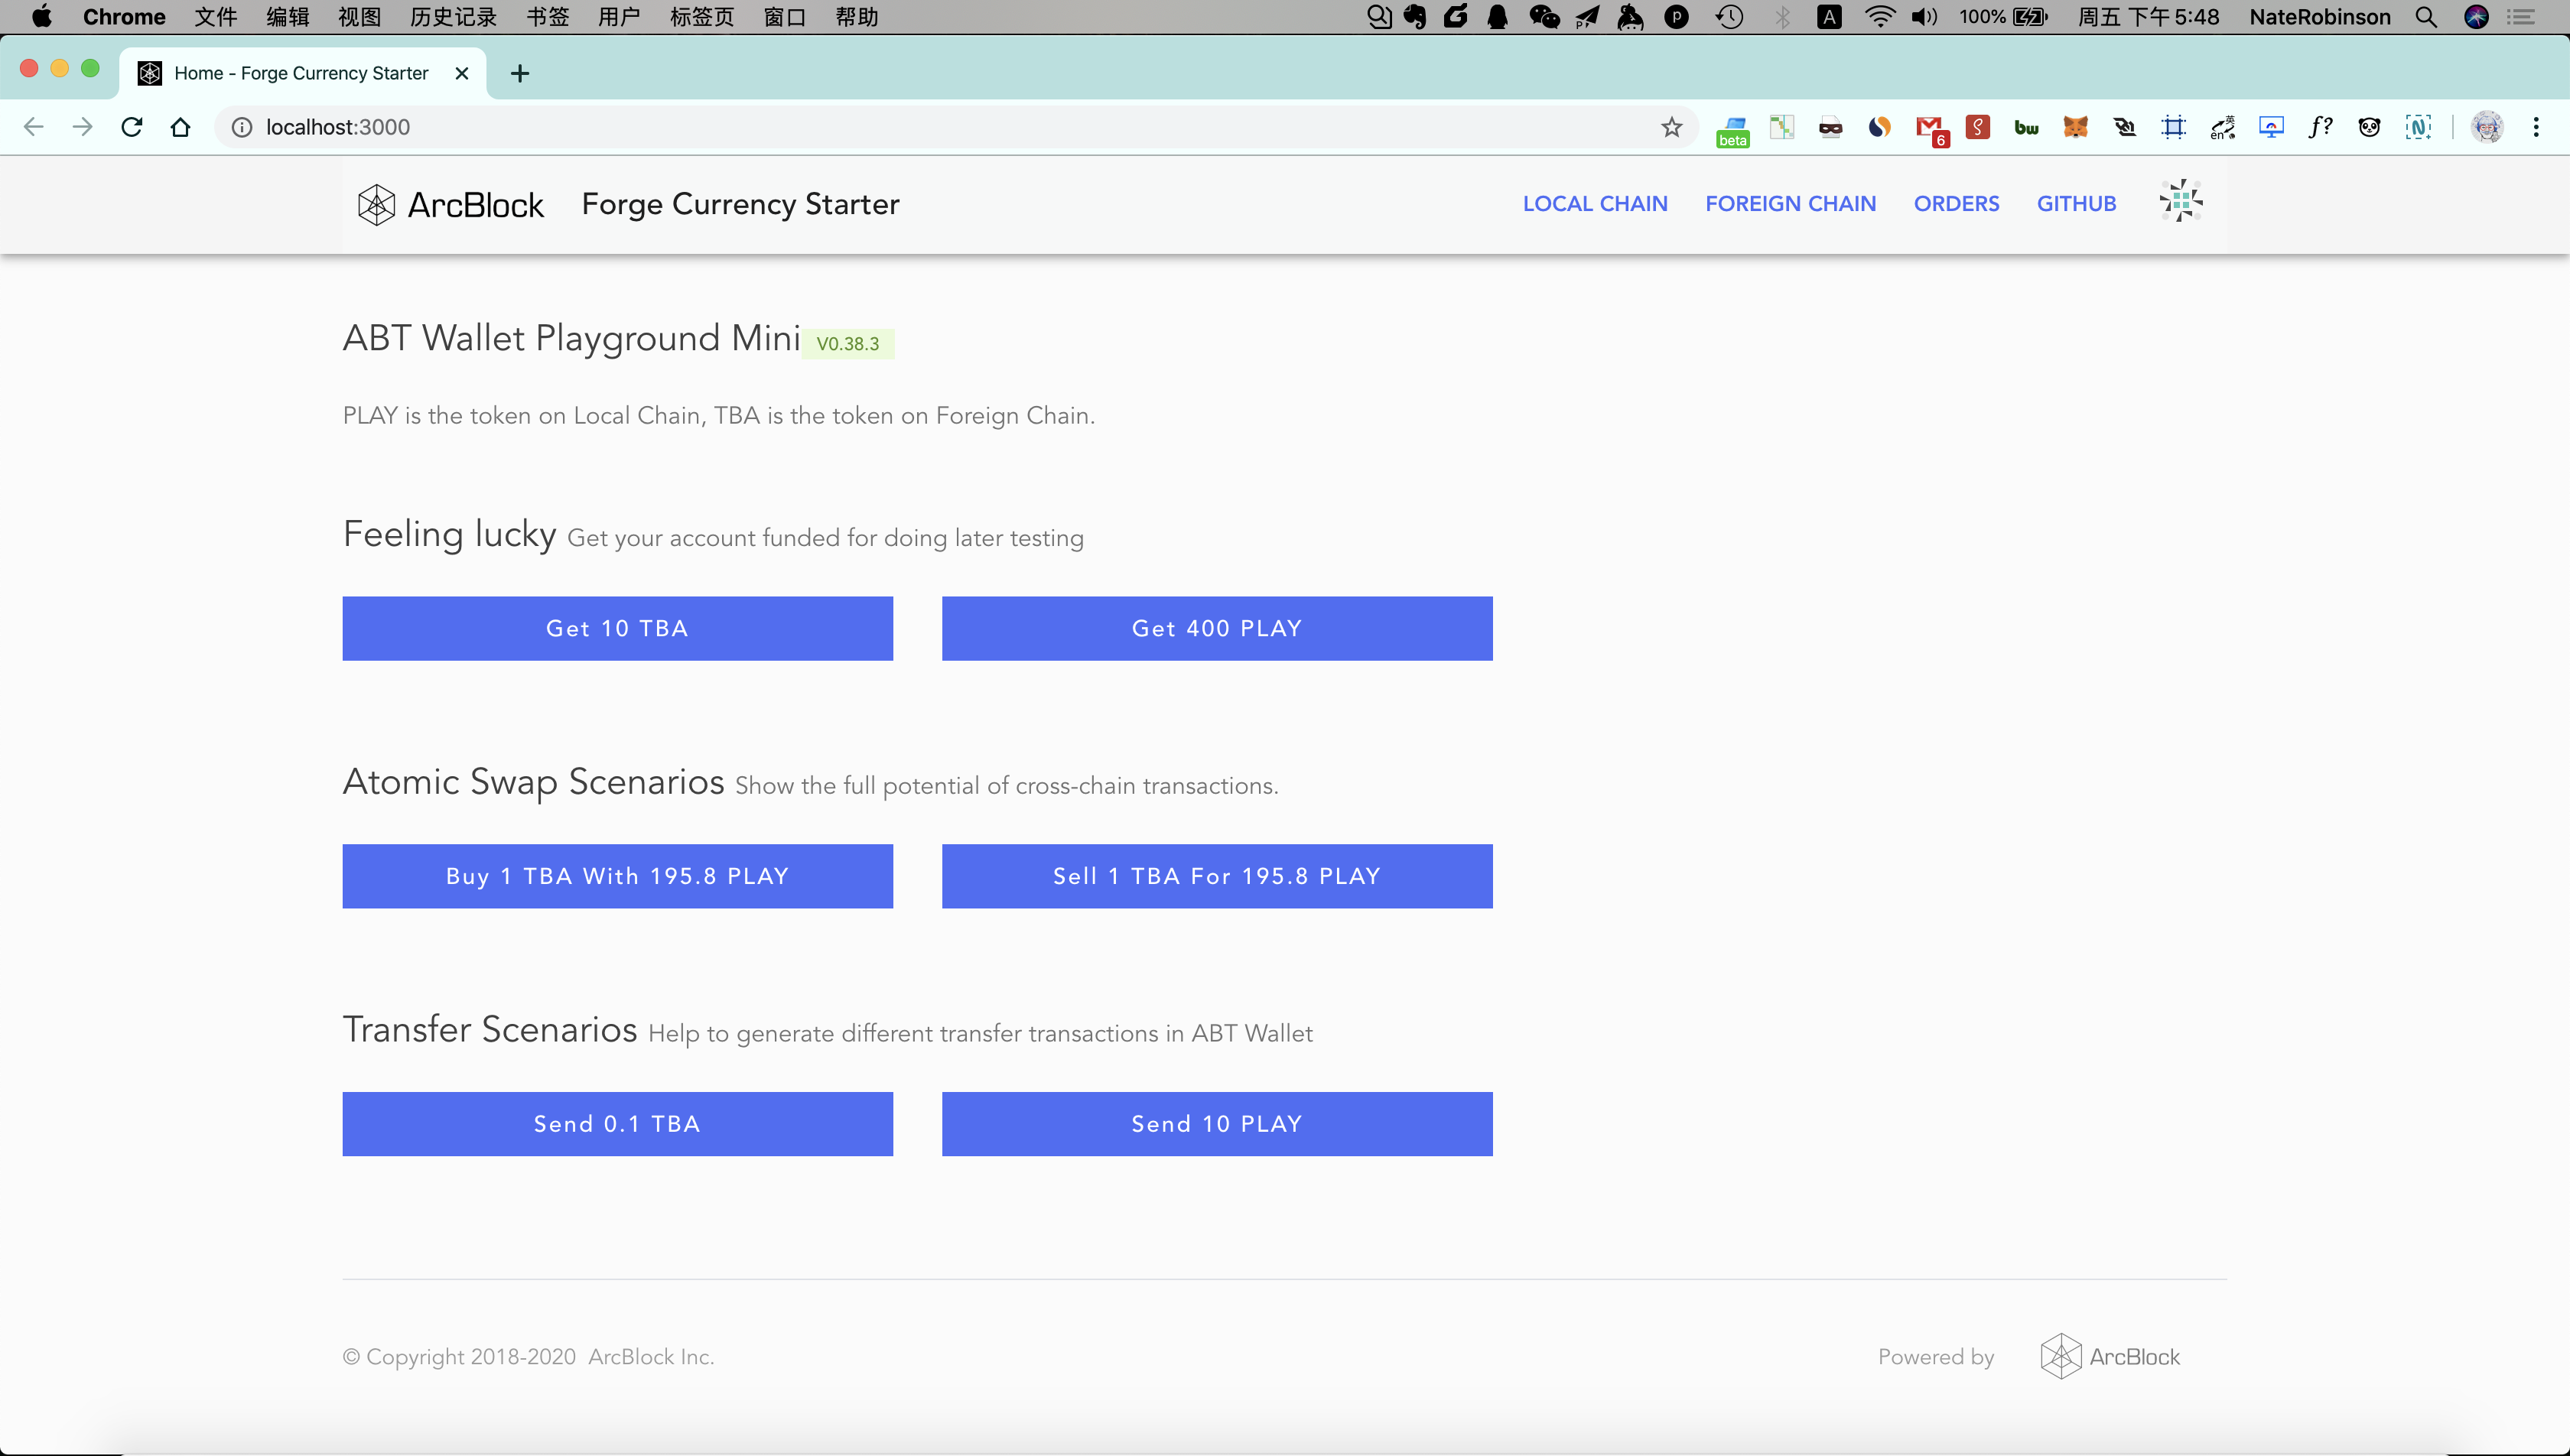 Chrome 文件 编辑 视图 历史记录 书签 用户 标签页 窗口 帮助 A 100% 周五 下午 5:48 NateRobinson
Home - Forge Currency Starter
localhost:3000 beta 6 bw en 英 f?
ArcBlock Forge Currency Starter LOCAL CHAIN FOREIGN CHAIN ORDERS GITHUB
ABT Wallet Playground Mini V0.38.3
PLAY is the token on Local Chain, TBA is the token on Foreign Chain.
Feeling lucky Get your account funded for doing later testing
Get 10 TBA Get 400 PLAY
Atomic Swap Scenarios Show the full potential of cross-chain transactions.
Buy 1 TBA With 195.8 PLAY Sell 1 TBA For 195.8 PLAY
Transfer Scenarios Help to generate different transfer transactions in ABT Wallet
Send 0.1 TBA Send 10 PLAY
© Copyright 2018-2020 ArcBlock Inc. Powered by ArcBlock